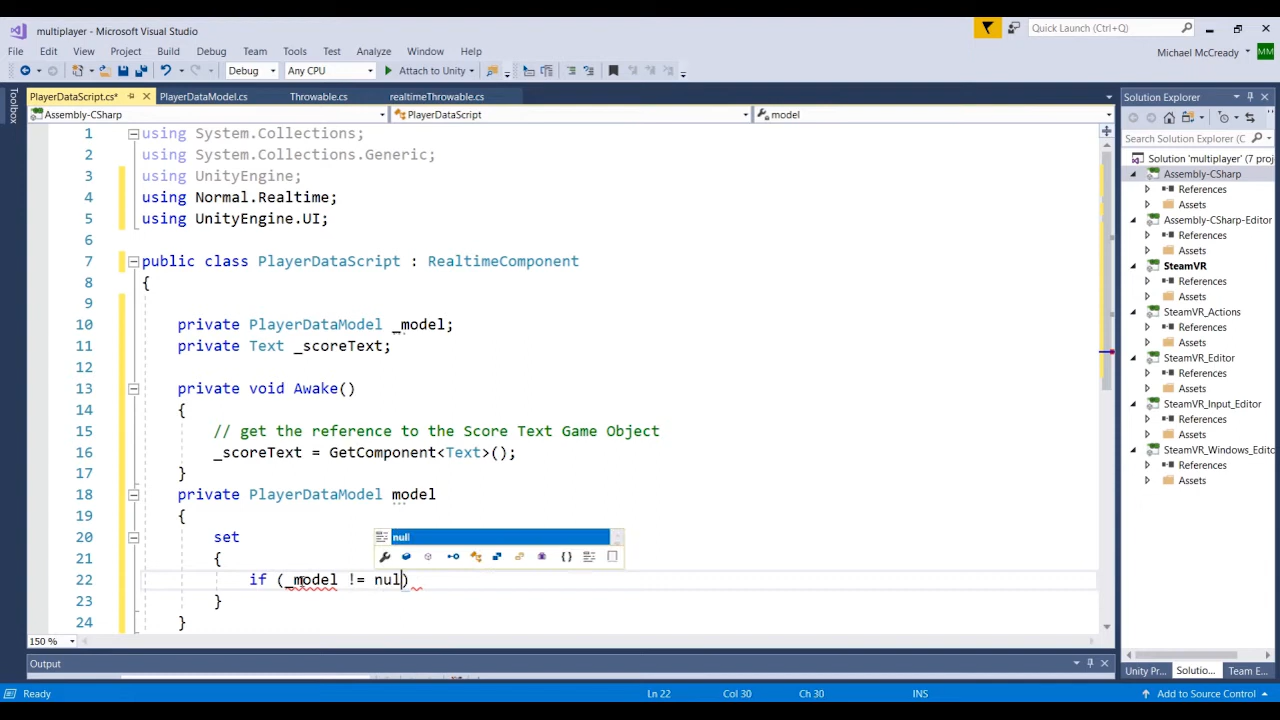 multiplayer - Microsoft Visual Studio
Quick Launch (Ctrl+Q)
File Edit View Project Build Debug Team Tools Test Analyze Window Help
Michael McCready MM
Debug Any CPU Attach to Unity
Toolbox
PlayerDataScript.cs* PlayerDataModel.cs Throwable.cs realtimeThrowable.cs
Assembly-CSharp PlayerDataScript model
1 using System.Collections;
2 using System.Collections.Generic;
3 using UnityEngine;
4 using Normal.Realtime;
5 using UnityEngine.UI;
6
7 public class PlayerDataScript : RealtimeComponent
8 {
9
10 private PlayerDataModel _model;
11 private Text _scoreText;
12
13 private void Awake()
14 {
15 // get the reference to the Score Text Game Object
16 _scoreText = GetComponent<Text>();
17 }
18 private PlayerDataModel model
19 {
20 set
null
21 {
22 if (_model != nul)
23 }
24 }
150 %
Output
Ready Ln 22 Col 30 Ch 30 INS Add to Source Control
Solution Explorer
Search Solution Explorer (C
Solution 'multiplayer' (7 proj
Assembly-CSharp
References
Assets
Assembly-CSharp-Editor
References
Assets
SteamVR
References
Assets
SteamVR_Actions
References
Assets
SteamVR_Editor
References
Assets
SteamVR_Input_Editor
References
Assets
SteamVR_Windows_Edito
References
Assets
Unity Pr... Solutio... Team E...